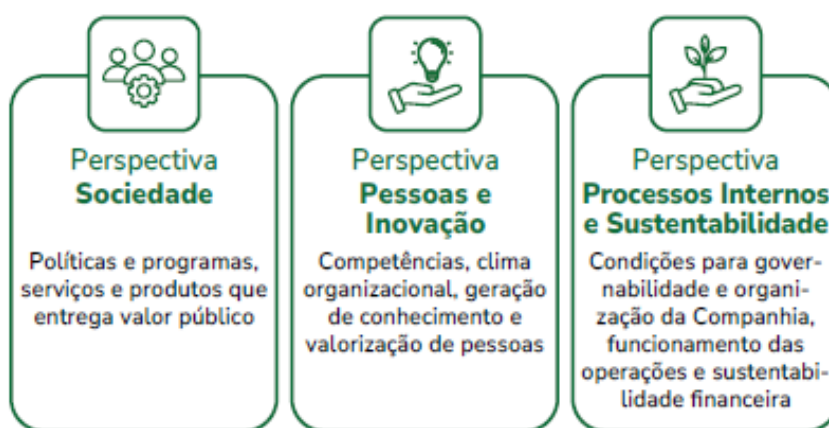 Perspectiva
Sociedade
Políticas e programas,
serviços e produtos que
entrega valor público
Perspectiva
Pessoas e
Inovação
Competências, clima
organizacional, geração
de conhecimento e
valorização de pessoas
Perspectiva
Processos Internos
e Sustentabilidade
Condições para gover-
nabilidade e organi-
zação da Companhia,
funcionamento das
operações e sustentabi-
lidade financeira